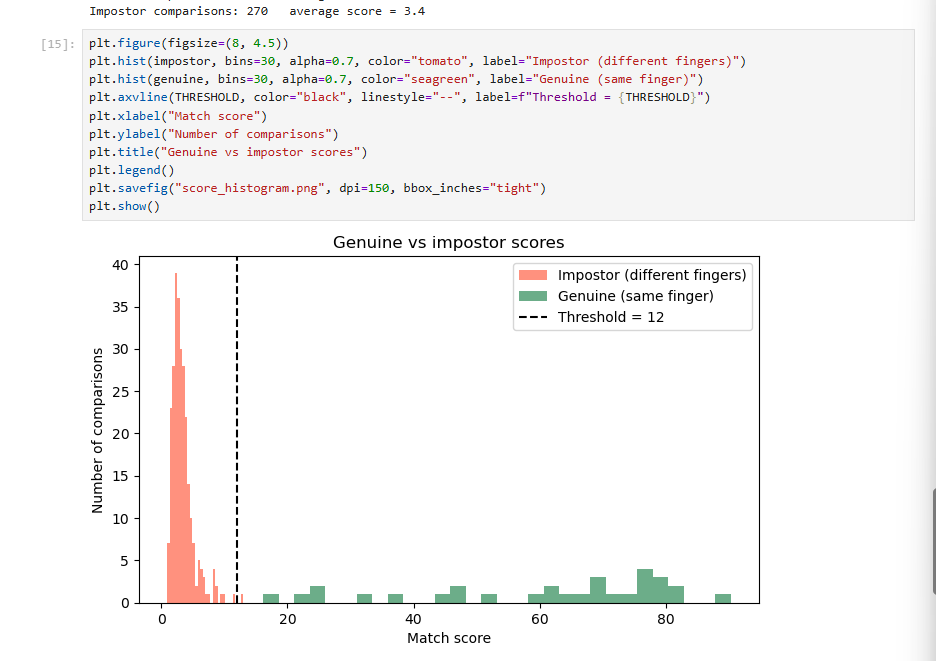 Impostor comparisons: 270   average score = 3.4
[15]:
plt.figure(figsize=(8, 4.5))
plt.hist(impostor, bins=30, alpha=0.7, color="tomato", label="Impostor (different fingers)")
plt.hist(genuine, bins=30, alpha=0.7, color="seagreen", label="Genuine (same finger)")
plt.axvline(THRESHOLD, color="black", linestyle="--", label=f"Threshold = {THRESHOLD}")
plt.xlabel("Match score")
plt.ylabel("Number of comparisons")
plt.title("Genuine vs impostor scores")
plt.legend()
plt.savefig("score_histogram.png", dpi=150, bbox_inches="tight")
plt.show()
Genuine vs impostor scores
Impostor (different fingers)
Genuine (same finger)
Threshold = 12
Number of comparisons
40
35
30
25
20
15
10
5
0
0 20 40 60 80
Match score